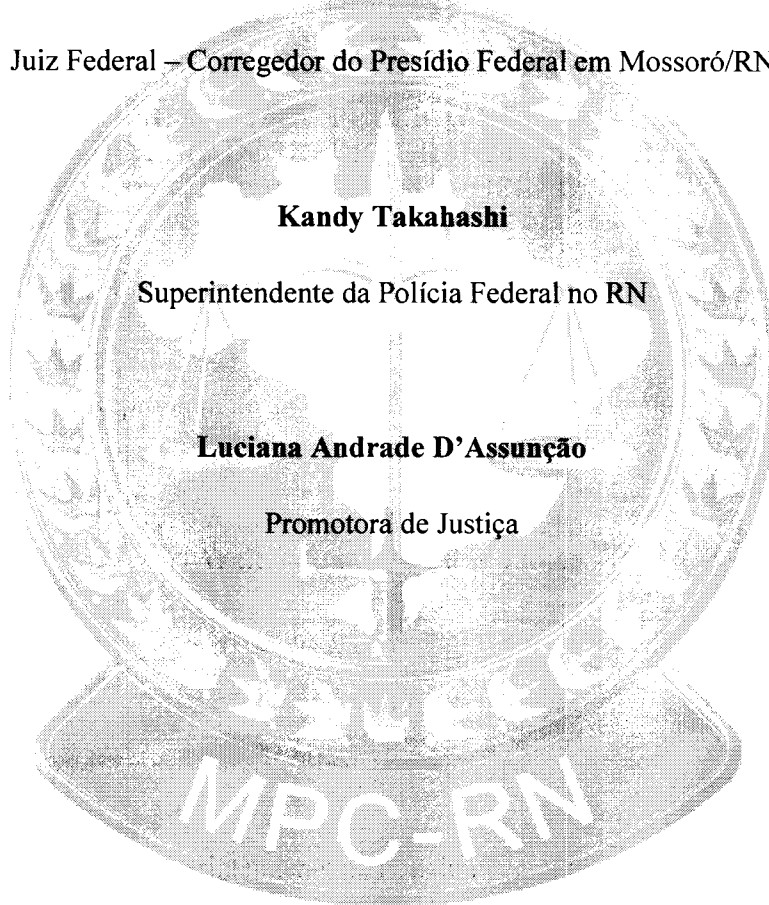 Juiz Federal – Corregedor do Presídio Federal em Mossoró/RN
Kandy Takahashi
Superintendente da Polícia Federal no RN
Luciana Andrade D'Assunção
Promotora de Justiça
MPC-RN